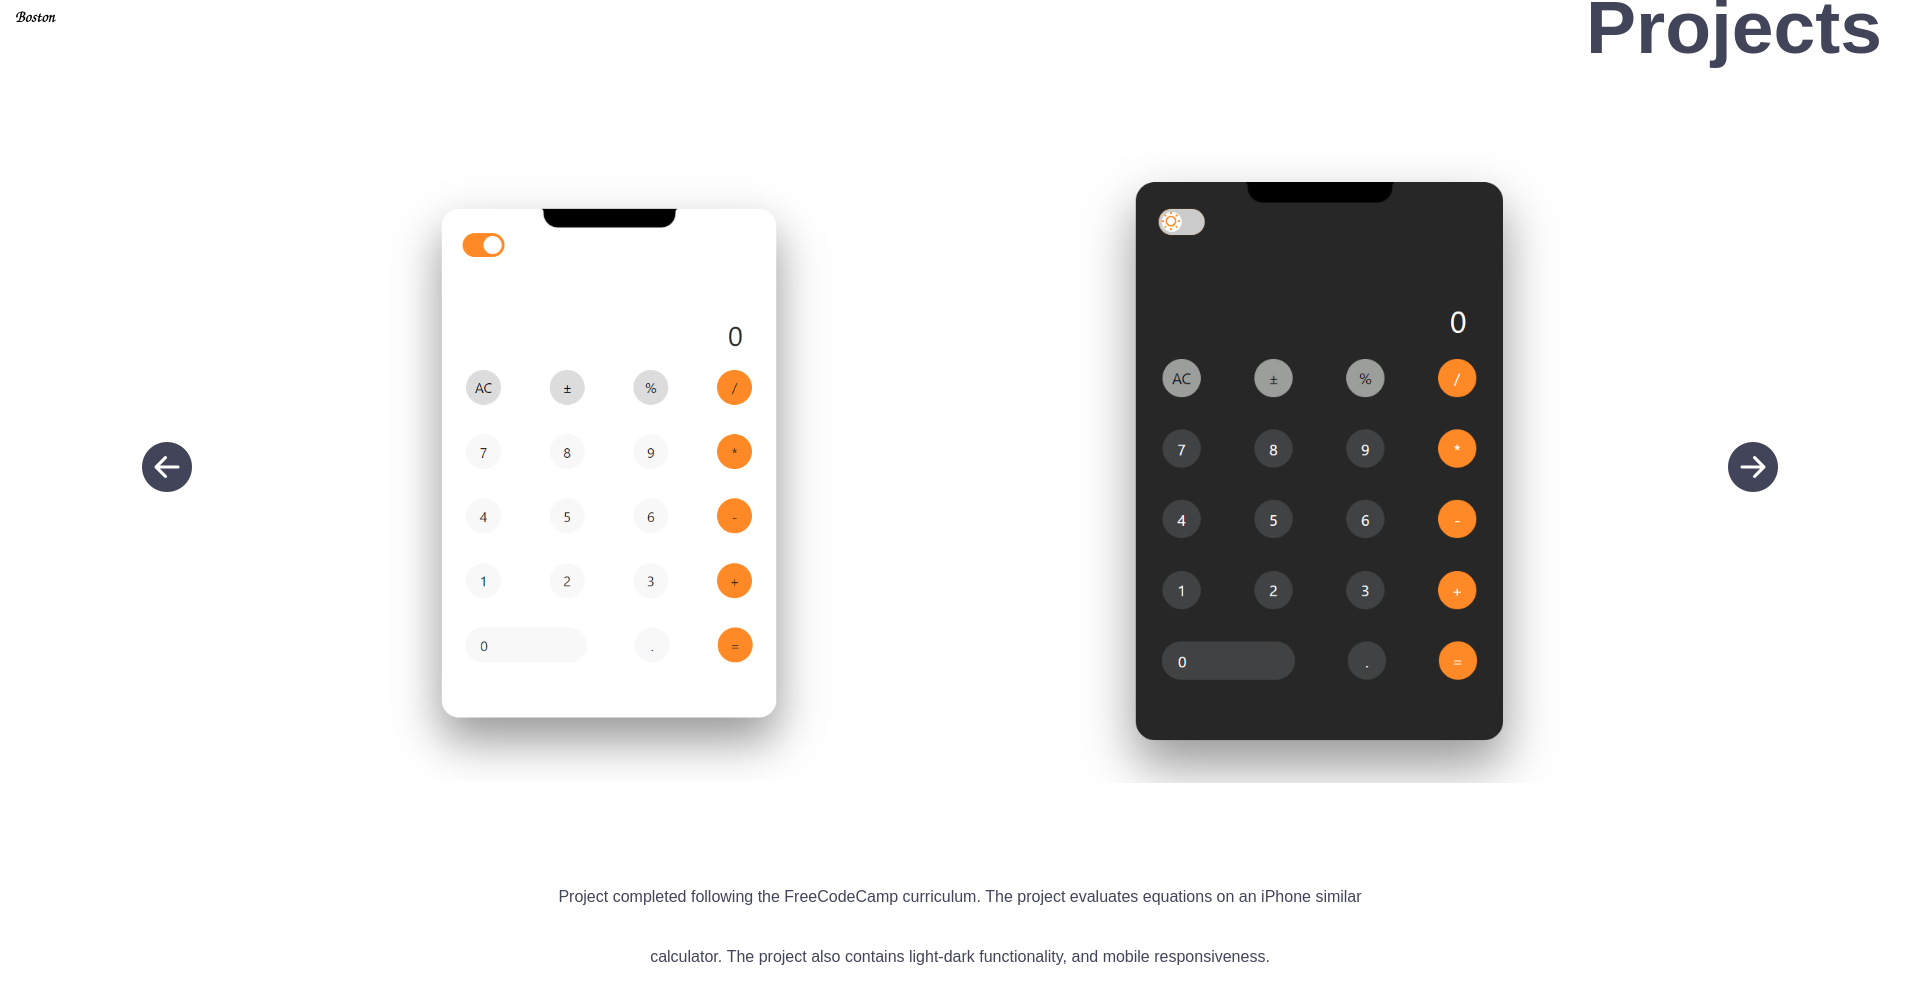 Boston
Projects
0
AC ± % /
7 8 9 *
4 5 6 -
1 2 3 +
0 . =
0
AC ± % /
7 8 9 *
4 5 6 -
1 2 3 +
0 . =
Project completed following the FreeCodeCamp curriculum. The project evaluates equations on an iPhone similar
calculator. The project also contains light-dark functionality, and mobile responsiveness.